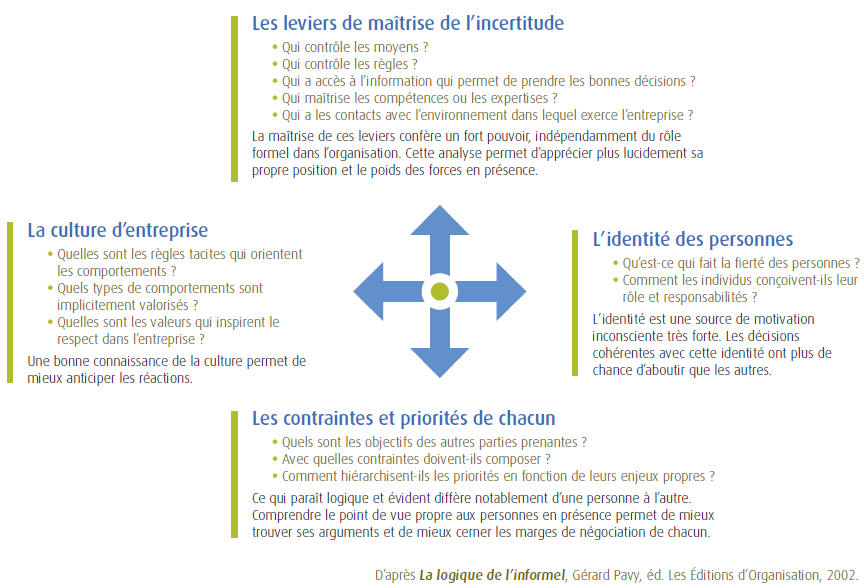 Les leviers de maîtrise de l'incertitude
• Qui contrôle les moyens ?
• Qui contrôle les règles ?
• Qui a accès à l'information qui permet de prendre les bonnes décisions ?
• Qui maîtrise les compétences ou les expertises ?
• Qui a les contacts avec l'environnement dans lequel exerce l'entreprise ?
La maîtrise de ces leviers confère un fort pouvoir, indépendamment du rôle
formel dans l'organisation. Cette analyse permet d'apprécier plus lucidement sa
propre position et le poids des forces en présence.
La culture d'entreprise
• Quelles sont les règles tacites qui orientent
les comportements ?
• Quels types de comportements sont
implicitement valorisés ?
• Quelles sont les valeurs qui inspirent le
respect dans l'entreprise ?
Une bonne connaissance de la culture permet de
mieux anticiper les réactions.
L'identité des personnes
• Qu'est-ce qui fait la fierté des personnes ?
• Comment les individus conçoivent-ils leur
rôle et responsabilités ?
L'identité est une source de motivation
inconsciente très forte. Les décisions
cohérentes avec cette identité ont plus de
chance d'aboutir que les autres.
Les contraintes et priorités de chacun
• Quels sont les objectifs des autres parties prenantes ?
• Avec quelles contraintes doivent-ils composer ?
• Comment hiérarchisent-ils les priorités en fonction de leurs enjeux propres ?
Ce qui paraît logique et évident diffère notablement d'une personne à l'autre.
Comprendre le point de vue propre aux personnes en présence permet de mieux
trouver ses arguments et de mieux cerner les marges de négociation de chacun.
D'après La logique de l'informel, Gérard Pavy, éd. Les Éditions d'Organisation, 2002.